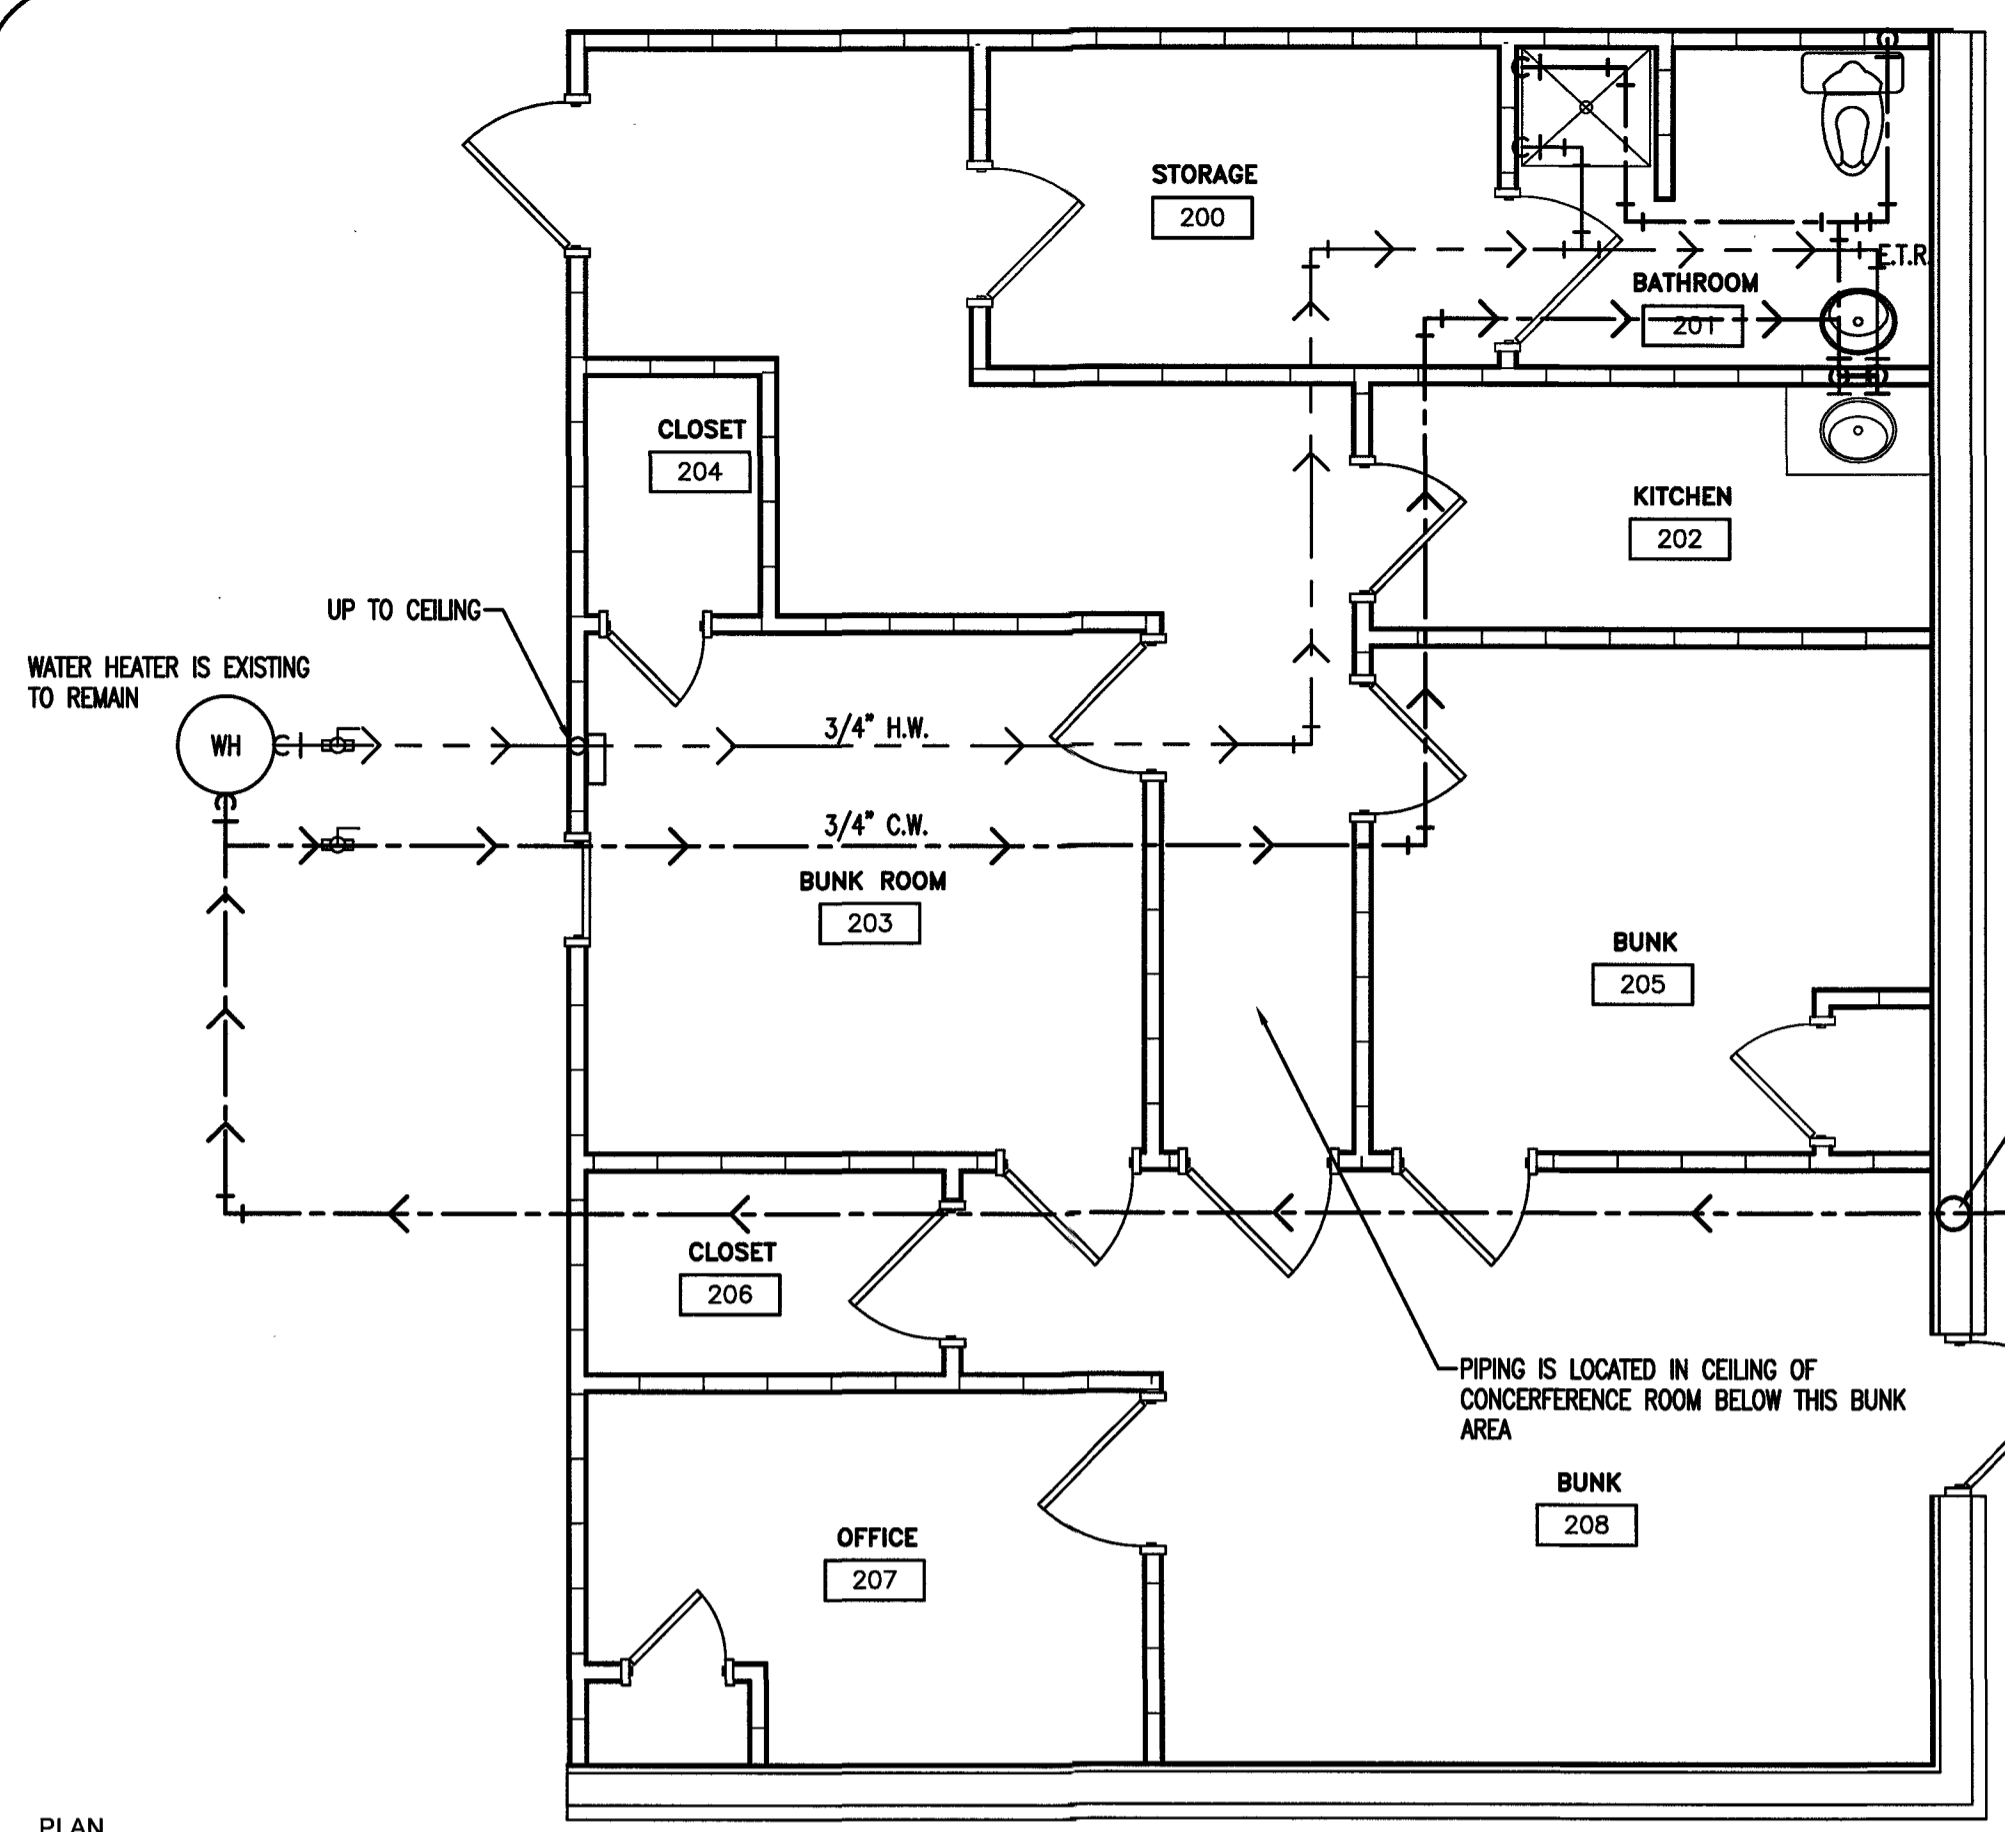 STORAGE
200
E.T.R.
BATHROOM
201
CLOSET
204
KITCHEN
202
UP TO CEILING
WATER HEATER IS EXISTING
TO REMAIN
WH
3/4" H.W.
3/4" C.W.
BUNK ROOM
203
BUNK
205
CLOSET
206
PIPING IS LOCATED IN CEILING OF
CONCERFERENCE ROOM BELOW THIS BUNK
AREA
BUNK
208
OFFICE
207
PLAN